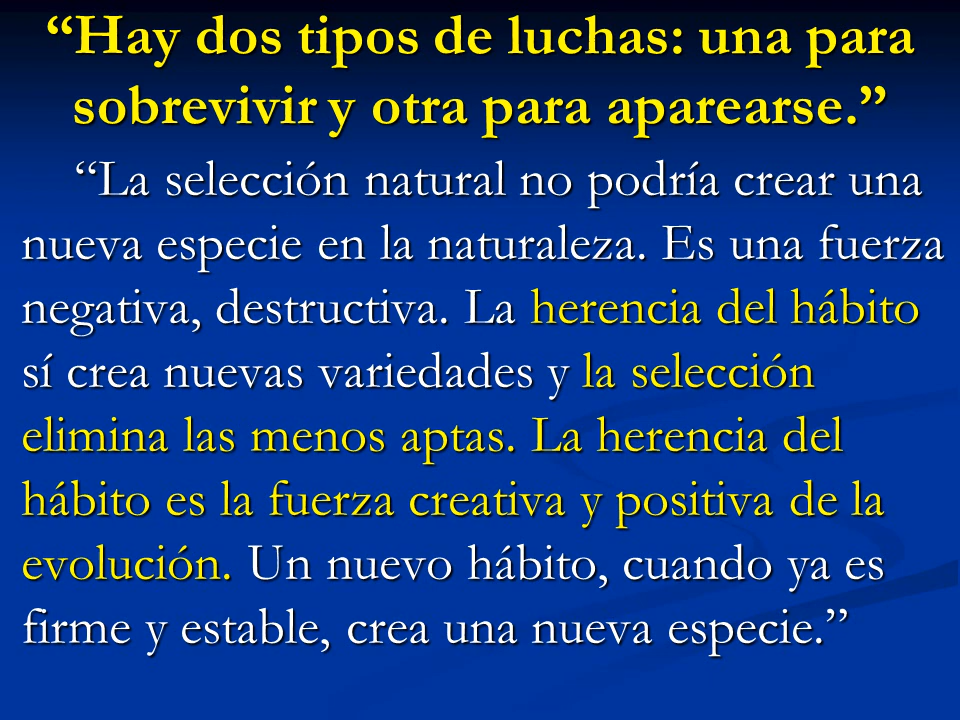 “Hay dos tipos de luchas: una para
sobrevivir y otra para aparearse.”
“La selección natural no podría crear una
nueva especie en la naturaleza. Es una fuerza
negativa, destructiva. La herencia del hábito
sí crea nuevas variedades y la selección
elimina las menos aptas. La herencia del
hábito es la fuerza creativa y positiva de la
evolución. Un nuevo hábito, cuando ya es
firme y estable, crea una nueva especie.”